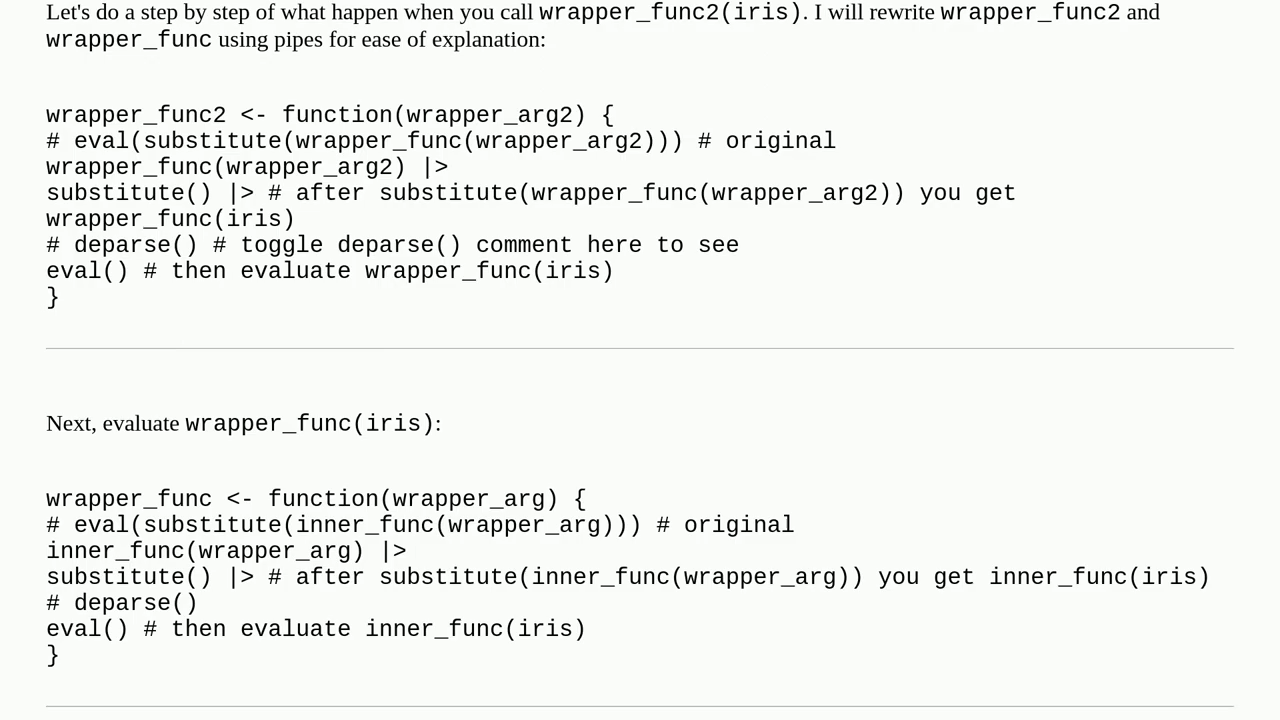 Let's do a step by step of what happen when you call wrapper_func2(iris). I will rewrite wrapper_func2 and
wrapper_func using pipes for ease of explanation:
wrapper_func2 <- function(wrapper_arg2) {
# eval(substitute(wrapper_func(wrapper_arg2))) # original
wrapper_func(wrapper_arg2) |>
substitute() |> # after substitute(wrapper_func(wrapper_arg2)) you get
wrapper_func(iris)
# deparse() # toggle deparse() comment here to see
eval() # then evaluate wrapper_func(iris)
}
Next, evaluate wrapper_func(iris):
wrapper_func <- function(wrapper_arg) {
# eval(substitute(inner_func(wrapper_arg))) # original
inner_func(wrapper_arg) |>
substitute() |> # after substitute(inner_func(wrapper_arg)) you get inner_func(iris)
# deparse()
eval() # then evaluate inner_func(iris)
}